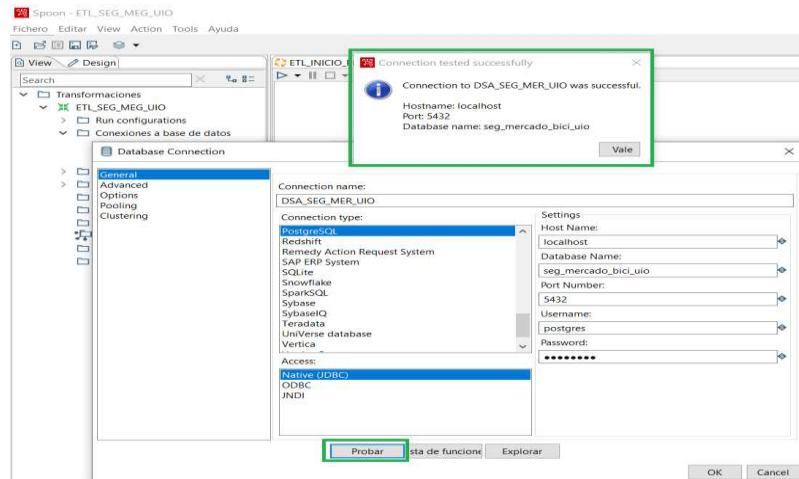 Spoon - ETL_SEG_MEG_UIO
Fichero Editar View Action Tools Ayuda
View Design
Search
Transformaciones
ETL_SEG_MEG_UIO
Run configurations
Conexiones a base de datos
Connection tested successfully
Connection to DSA_SEG_MER_UIO was successful.
Hostname: localhost
Port: 5432
Database name: seg_mercado_bici_uio
Vale
Database Connection
General
Advanced
Options
Pooling
Clustering
Connection name:
DSA_SEG_MER_UIO
Connection type:
PostgreSQL
Redshift
Remedy Action Request System
SAP ERP System
SQLite
Snowflake
SparkSQL
Sybase
SybaseIQ
Teradata
UniVerse database
Vertica
Access:
Native (JDBC)
ODBC
JNDI
Settings
Host Name:
localhost
Database Name:
seg_mercado_bici_uio
Port Number:
5432
Username:
postgres
Password:
●●●●●●●●
Probar sta de funcione Explorar
OK Cancel